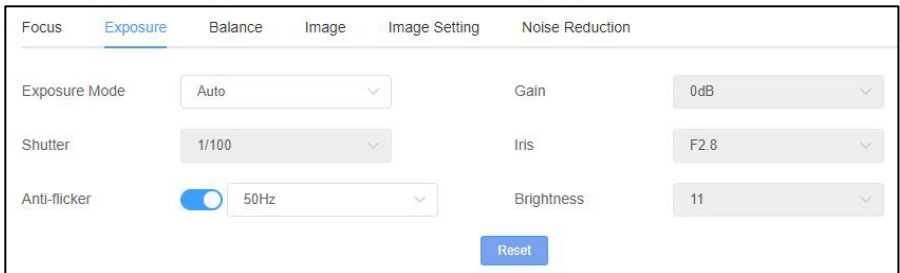 Focus Exposure Balance Image Image Setting Noise Reduction
Exposure Mode Auto Gain 0dB
Shutter 1/100 Iris F2.8
Anti-flicker 50Hz Brightness 11
Reset